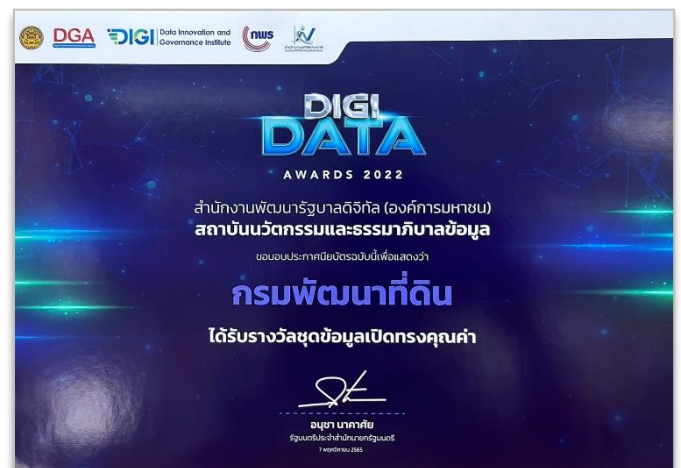 DGA
DIGI Data Innovation and Governance Institute
กพร
DIGI
DATA
AWARDS 2022
สำนักงานพัฒนารัฐบาลดิจิทัล (องค์การมหาชน)
สถาบันนวัตกรรมและธรรมาภิบาลข้อมูล
ขอมอบประกาศนียบัตรฉบับนี้เพื่อแสดงว่า
กรมพัฒนาที่ดิน
ได้รับรางวัลชุดข้อมูลเปิดทรงคุณค่า
อนุชา นาคาศัย
รัฐมนตรีประจำสำนักนายกรัฐมนตรี
7 พฤศจิกายน 2565